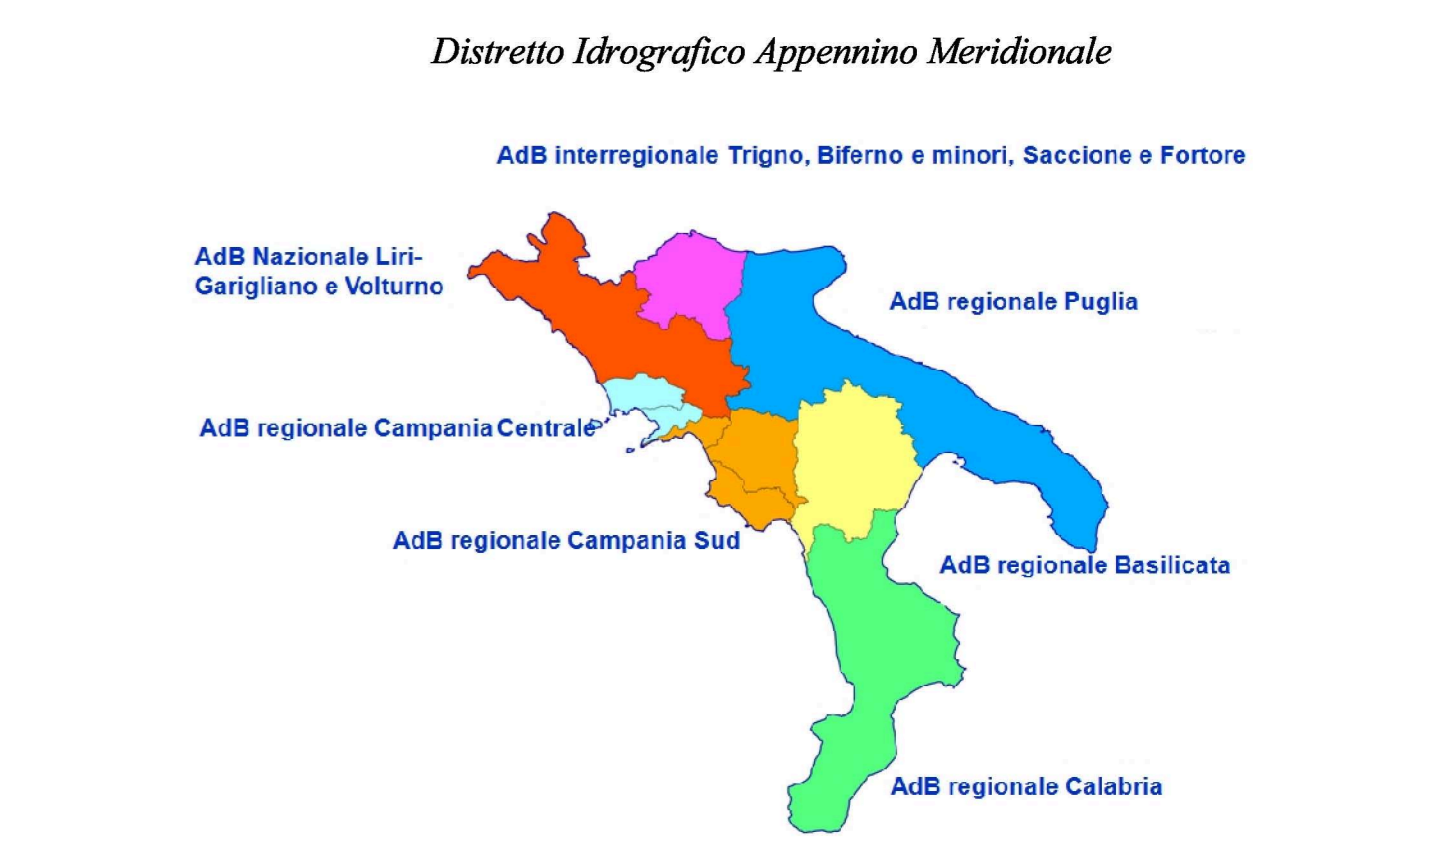 Distretto Idrografico Appennino Meridionale
AdB interregionale Trigno, Biferno e minori, Saccione e Fortore
AdB Nazionale Liri-
Garigliano e Volturno
AdB regionale Puglia
AdB regionale Campania Centrale
AdB regionale Campania Sud
AdB regionale Basilicata
AdB regionale Calabria